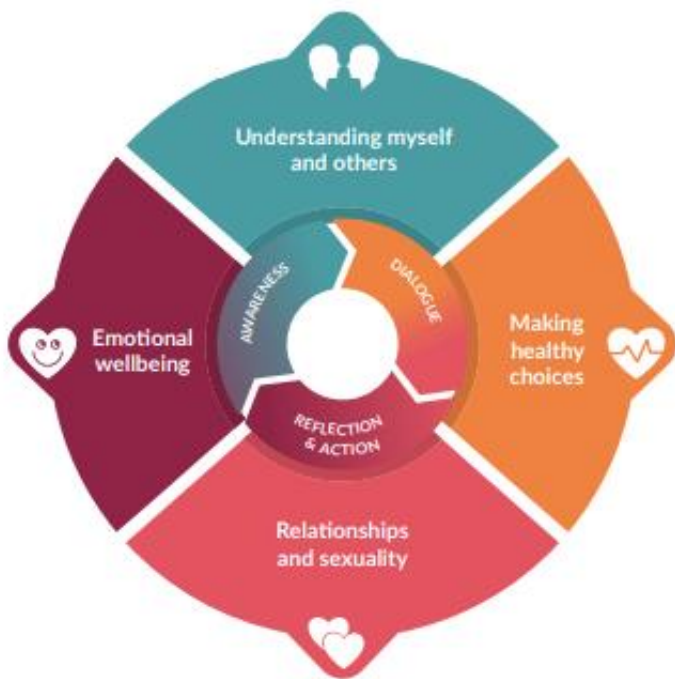 Understanding myself
and others
AWARENESS
DIALOGUE
Emotional
wellbeing
Making
healthy
choices
REFLECTION
& ACTION
Relationships
and sexuality